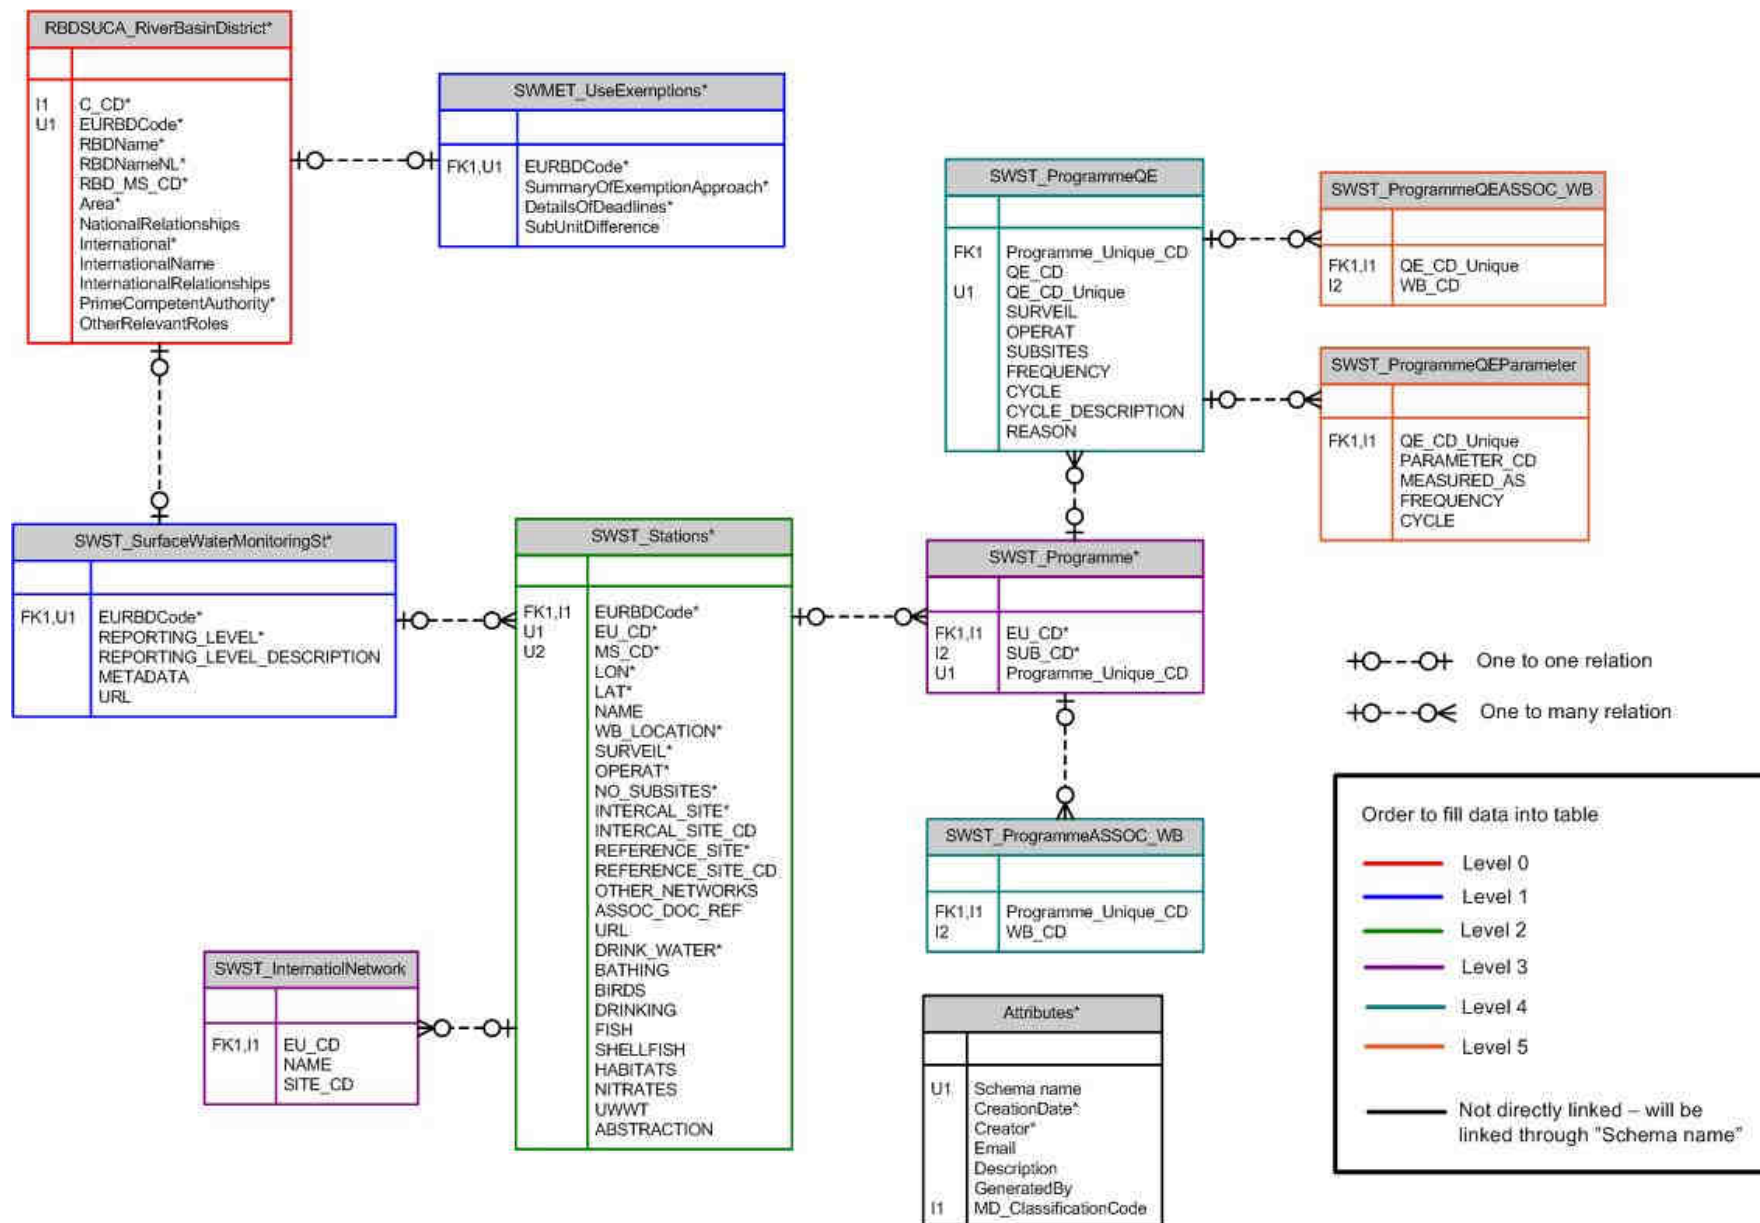 RBDSUCA_RiverBasinDistrict*
I1 C_CD*
U1 EURBDCode*
RBDName*
RBDNameNL*
RBD_MS_CD*
Area*
NationalRelationships
International*
InternationalName
InternationalRelationships
PrimeCompetentAuthority*
OtherRelevantRoles
SWMET_UseExemptions*
FK1,U1 EURBDCode*
SummaryOfExemptionApproach*
DetailsOfDeadlines*
SubUnitDifference
SWST_ProgrammeQE
FK1 Programme_Unique_CD
QE_CD
U1 QE_CD_Unique
SURVEIL
OPERAT
SUBSITES
FREQUENCY
CYCLE
CYCLE_DESCRIPTION
REASON
SWST_ProgrammeQEASSOC_WB
FK1,I1 QE_CD_Unique
I2 WB_CD
SWST_ProgrammeQEParameter
FK1,I1 QE_CD_Unique
PARAMETER_CD
MEASURED_AS
FREQUENCY
CYCLE
SWST_SurfaceWaterMonitoringSt*
FK1,U1 EURBDCode*
REPORTING_LEVEL*
REPORTING_LEVEL_DESCRIPTION
METADATA
URL
SWST_Stations*
FK1,I1 EURBDCode*
U1 EU_CD*
U2 MS_CD*
LON*
LAT*
NAME
WB_LOCATION*
SURVEIL*
OPERAT*
NO_SUBSITES*
INTERCAL_SITE*
INTERCAL_SITE_CD
REFERENCE_SITE*
REFERENCE_SITE_CD
OTHER_NETWORKS
ASSOC_DOC_REF
URL
DRINK_WATER*
BATHING
BIRDS
DRINKING
FISH
SHELLFISH
HABITATS
NITRATES
UWWT
ABSTRACTION
SWST_Programme*
FK1,I1 EU_CD*
I2 SUB_CD*
U1 Programme_Unique_CD
SWST_ProgrammeASSOC_WB
FK1,I1 Programme_Unique_CD
I2 WB_CD
SWST_InternatiolNetwork
FK1,I1 EU_CD
NAME
SITE_CD
Attributes*
U1 Schema name
CreationDate*
Creator*
Email
Description
GeneratedBy
I1 MD_ClassificationCode
One to one relation
One to many relation
Order to fill data into table
Level 0
Level 1
Level 2
Level 3
Level 4
Level 5
Not directly linked – will be
linked through "Schema name"